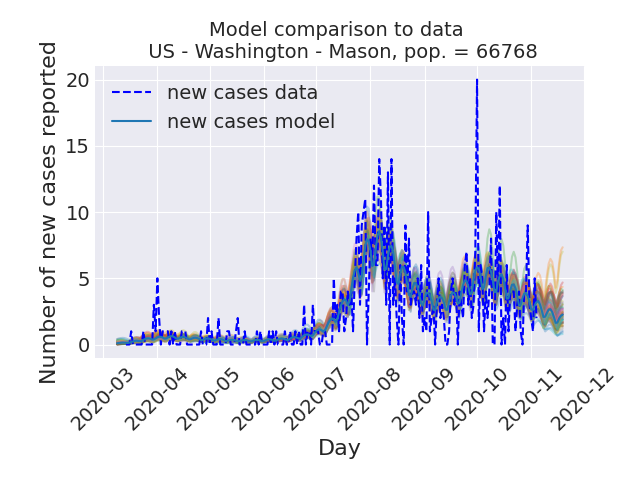 Model comparison to data
US - Washington - Mason, pop. = 66768
Number of new cases reported
20
15
10
5
0
new cases data
new cases model
2020-03
2020-04
2020-05
2020-06
2020-07
2020-08
2020-09
2020-10
2020-11
2020-12
Day